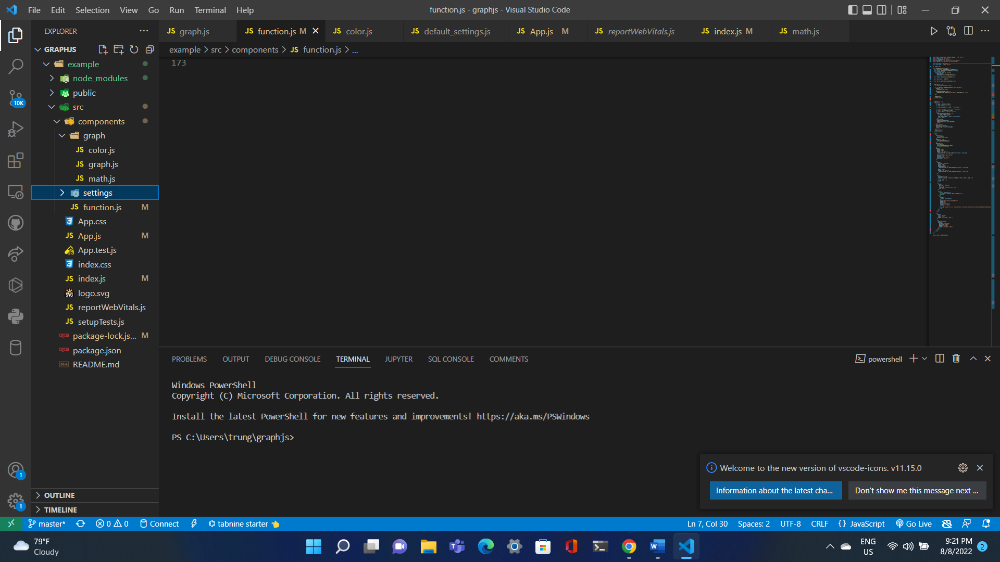 File Edit Selection View Go Run Terminal Help
function.js - graphjs - Visual Studio Code
EXPLORER
GRAPHJS
example
node_modules
public
src
components
graph
color.js
graph.js
math.js
settings
function.js M
App.css
App.js M
App.test.js
index.css
index.js M
logo.svg
reportWebVitals.js
setupTests.js
package-lock.js... M
package.json
README.md
OUTLINE
TIMELINE
10K
1
1
JS graph.js
JS function.js M
JS color.js
JS default_settings.js
JS App.js M
JS reportWebVitals.js
JS index.js M
JS math.js
example > src > components > JS function.js > ...
173
PROBLEMS OUTPUT DEBUG CONSOLE TERMINAL JUPYTER SQL CONSOLE COMMENTS
powershell
Windows PowerShell
Copyright (C) Microsoft Corporation. All rights reserved.
Install the latest PowerShell for new features and improvements! https://aka.ms/PSWindows
PS C:\Users\trung\graphjs>
Welcome to the new version of vscode-icons. v11.15.0
Information about the latest cha...
Don't show me this message next ...
master* 0 0 Connect tabnine starter
Ln 7, Col 30 Spaces: 2 UTF-8 CRLF {} JavaScript Go Live
79°F
Cloudy
ENG
US
9:21 PM
8/8/2022
2